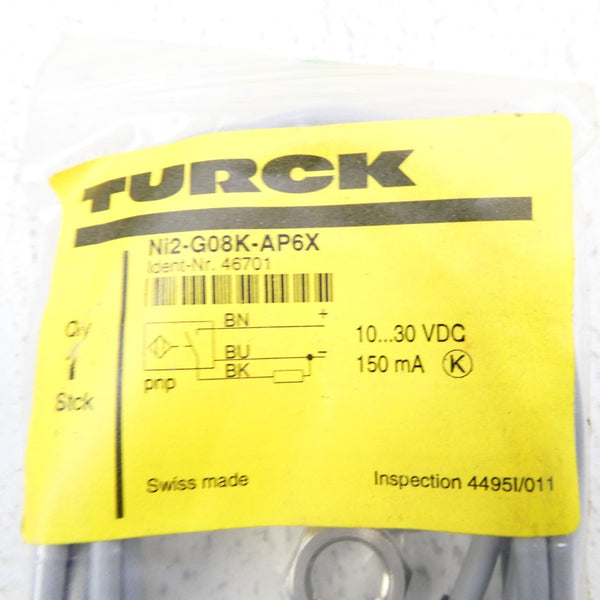 TURCK
Ni2-G08K-AP6X
Ident-Nr. 46701
BN +
BU -
BK
pnp
10...30 VDC
150 mA K
Qty
1
Stck
Swiss made
Inspection 4495I/011